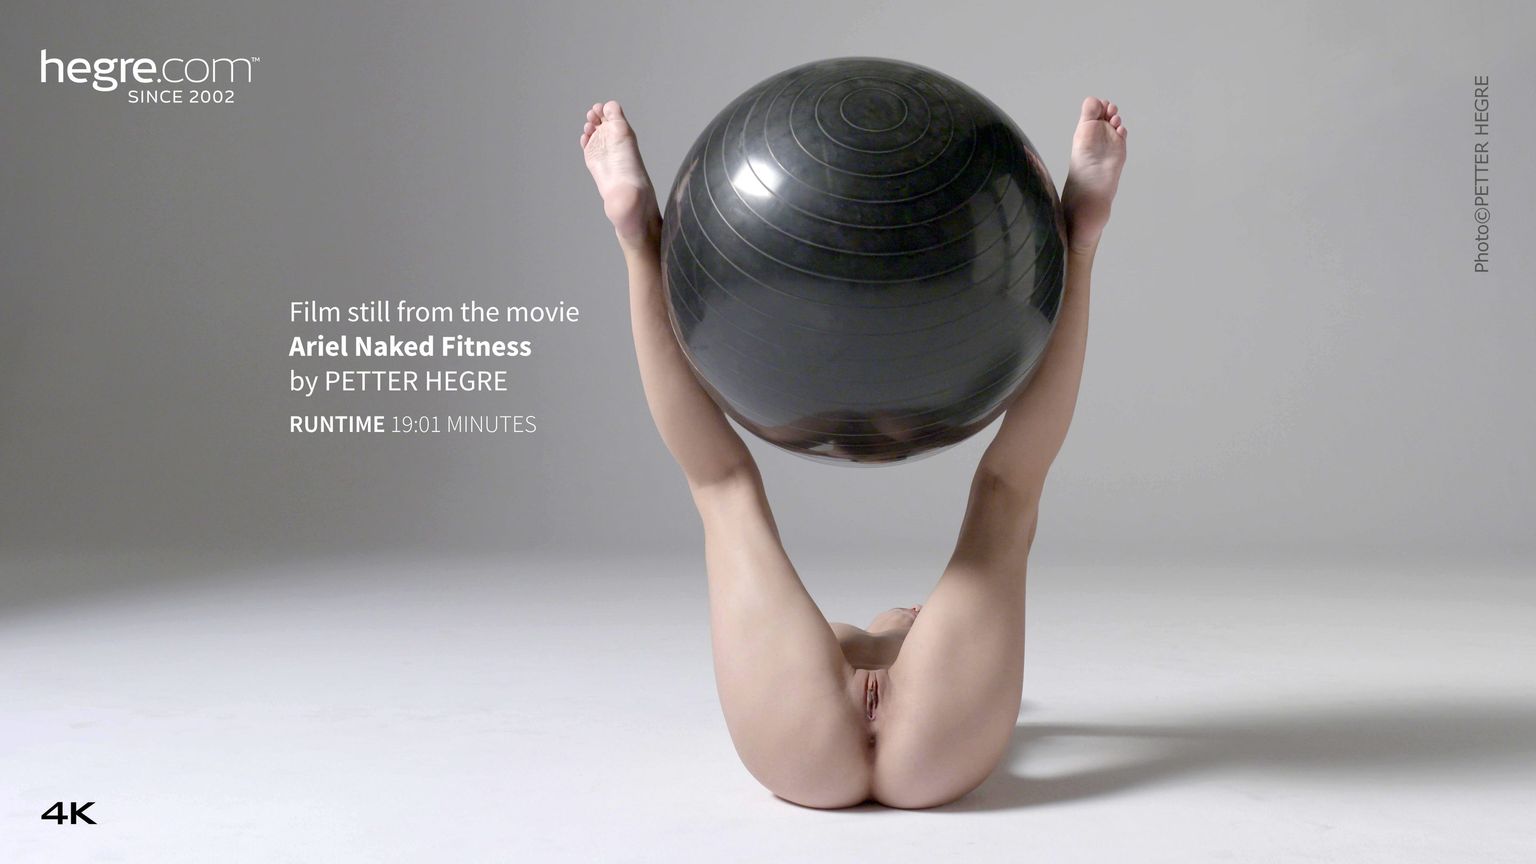 hegre.com™
SINCE 2002
Film still from the movie
Ariel Naked Fitness
by PETTER HEGRE
RUNTIME 19:01 MINUTES
4K
Photo©PETTER HEGRE